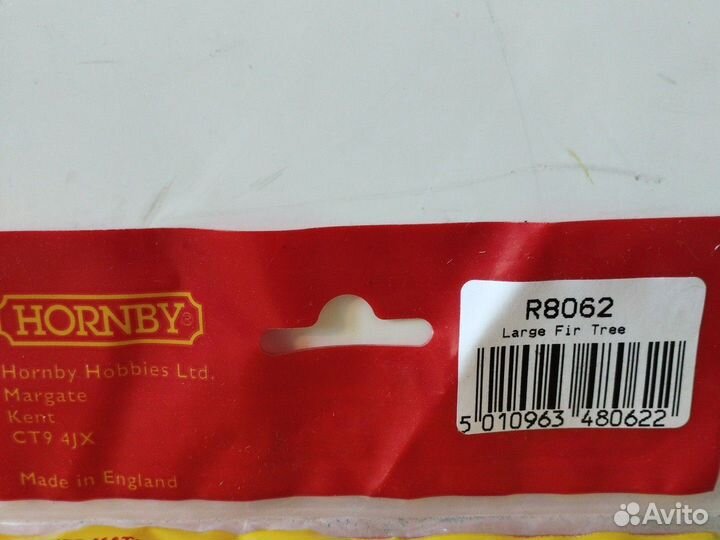 HORNBY®
Hornby Hobbies Ltd.
Margate
Kent
CT9 4JX
Made in England
R8062
Large Fir Tree
5 010963 480622
Avito